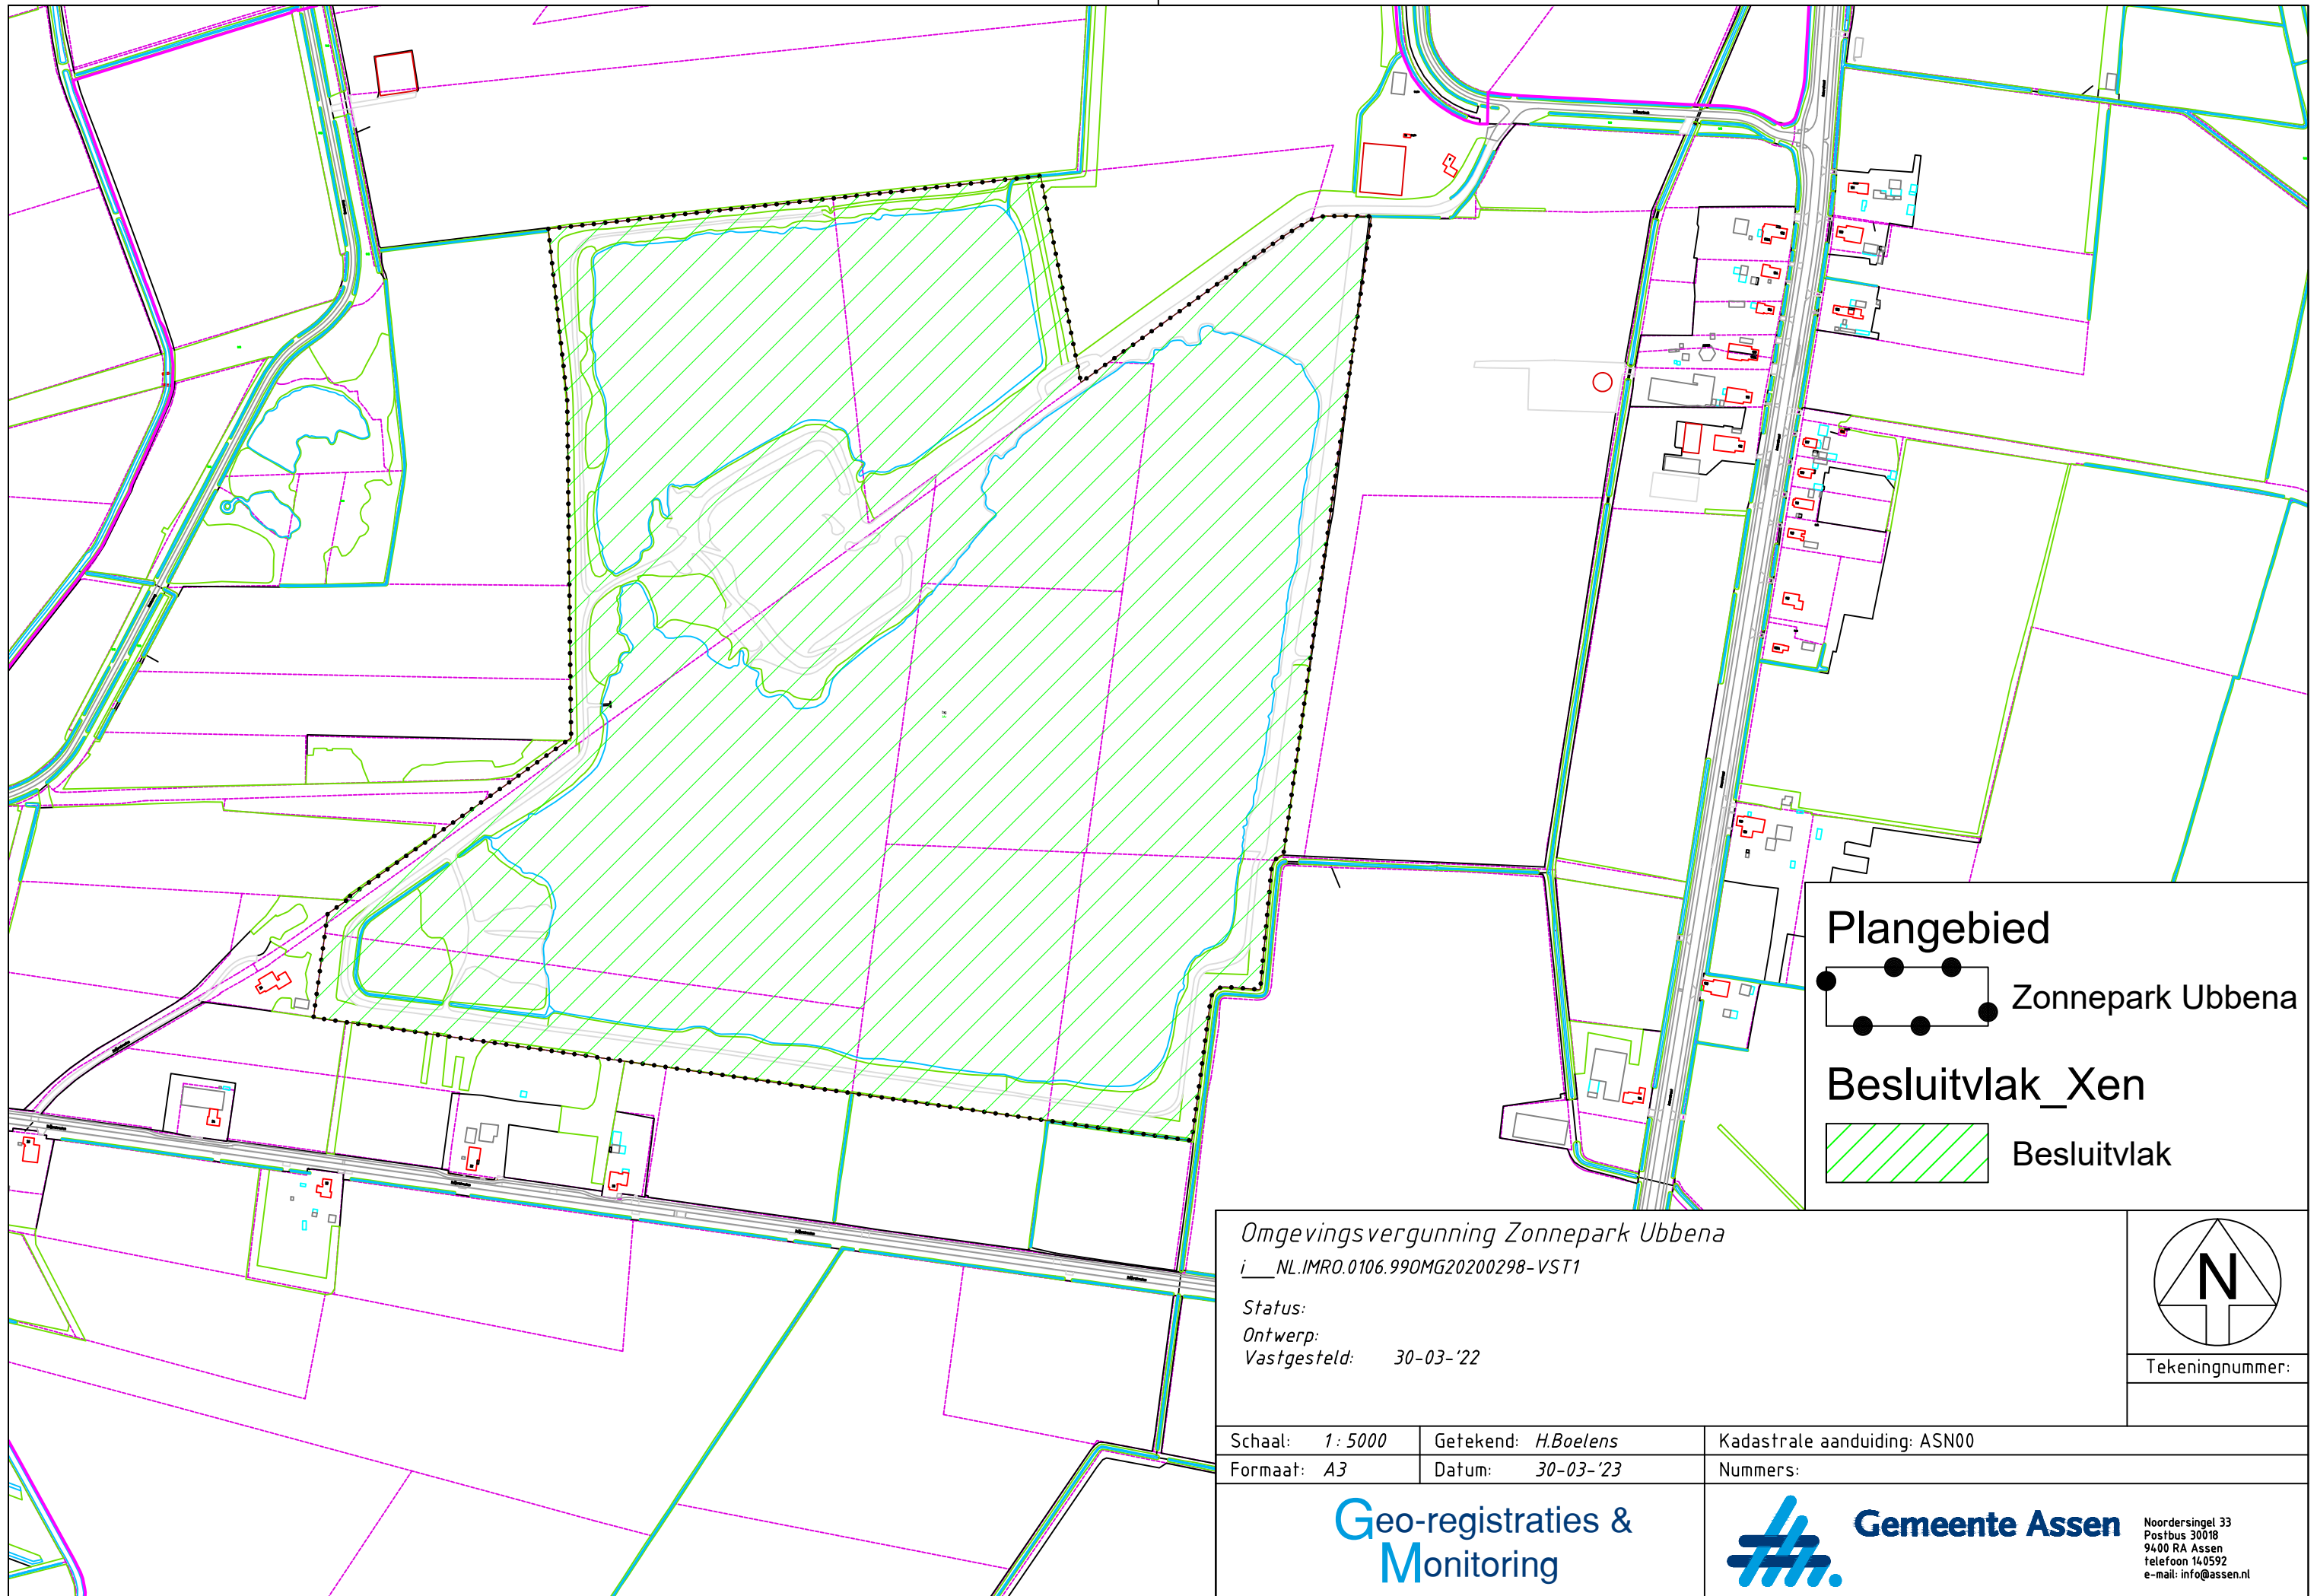 Plangebied
Zonnepark Ubbena
Besluitvlak_Xen
Besluitvlak
Omgevingsvergunning Zonnepark Ubbena
i___NL.IMRO.0106.99OMG20200298-VST1
Status:
Ontwerp:
Vastgesteld: 30-03-'22
N
Tekeningnummer:
Schaal: 1 : 5000
Getekend: H.Boelens
Kadastrale aanduiding: ASN00
Formaat: A3
Datum: 30-03-'23
Nummers:
Geo-registraties &
Monitoring
Gemeente Assen
Noordersingel 33
Postbus 30018
9400 RA Assen
telefoon 140592
e-mail: info@assen.nl